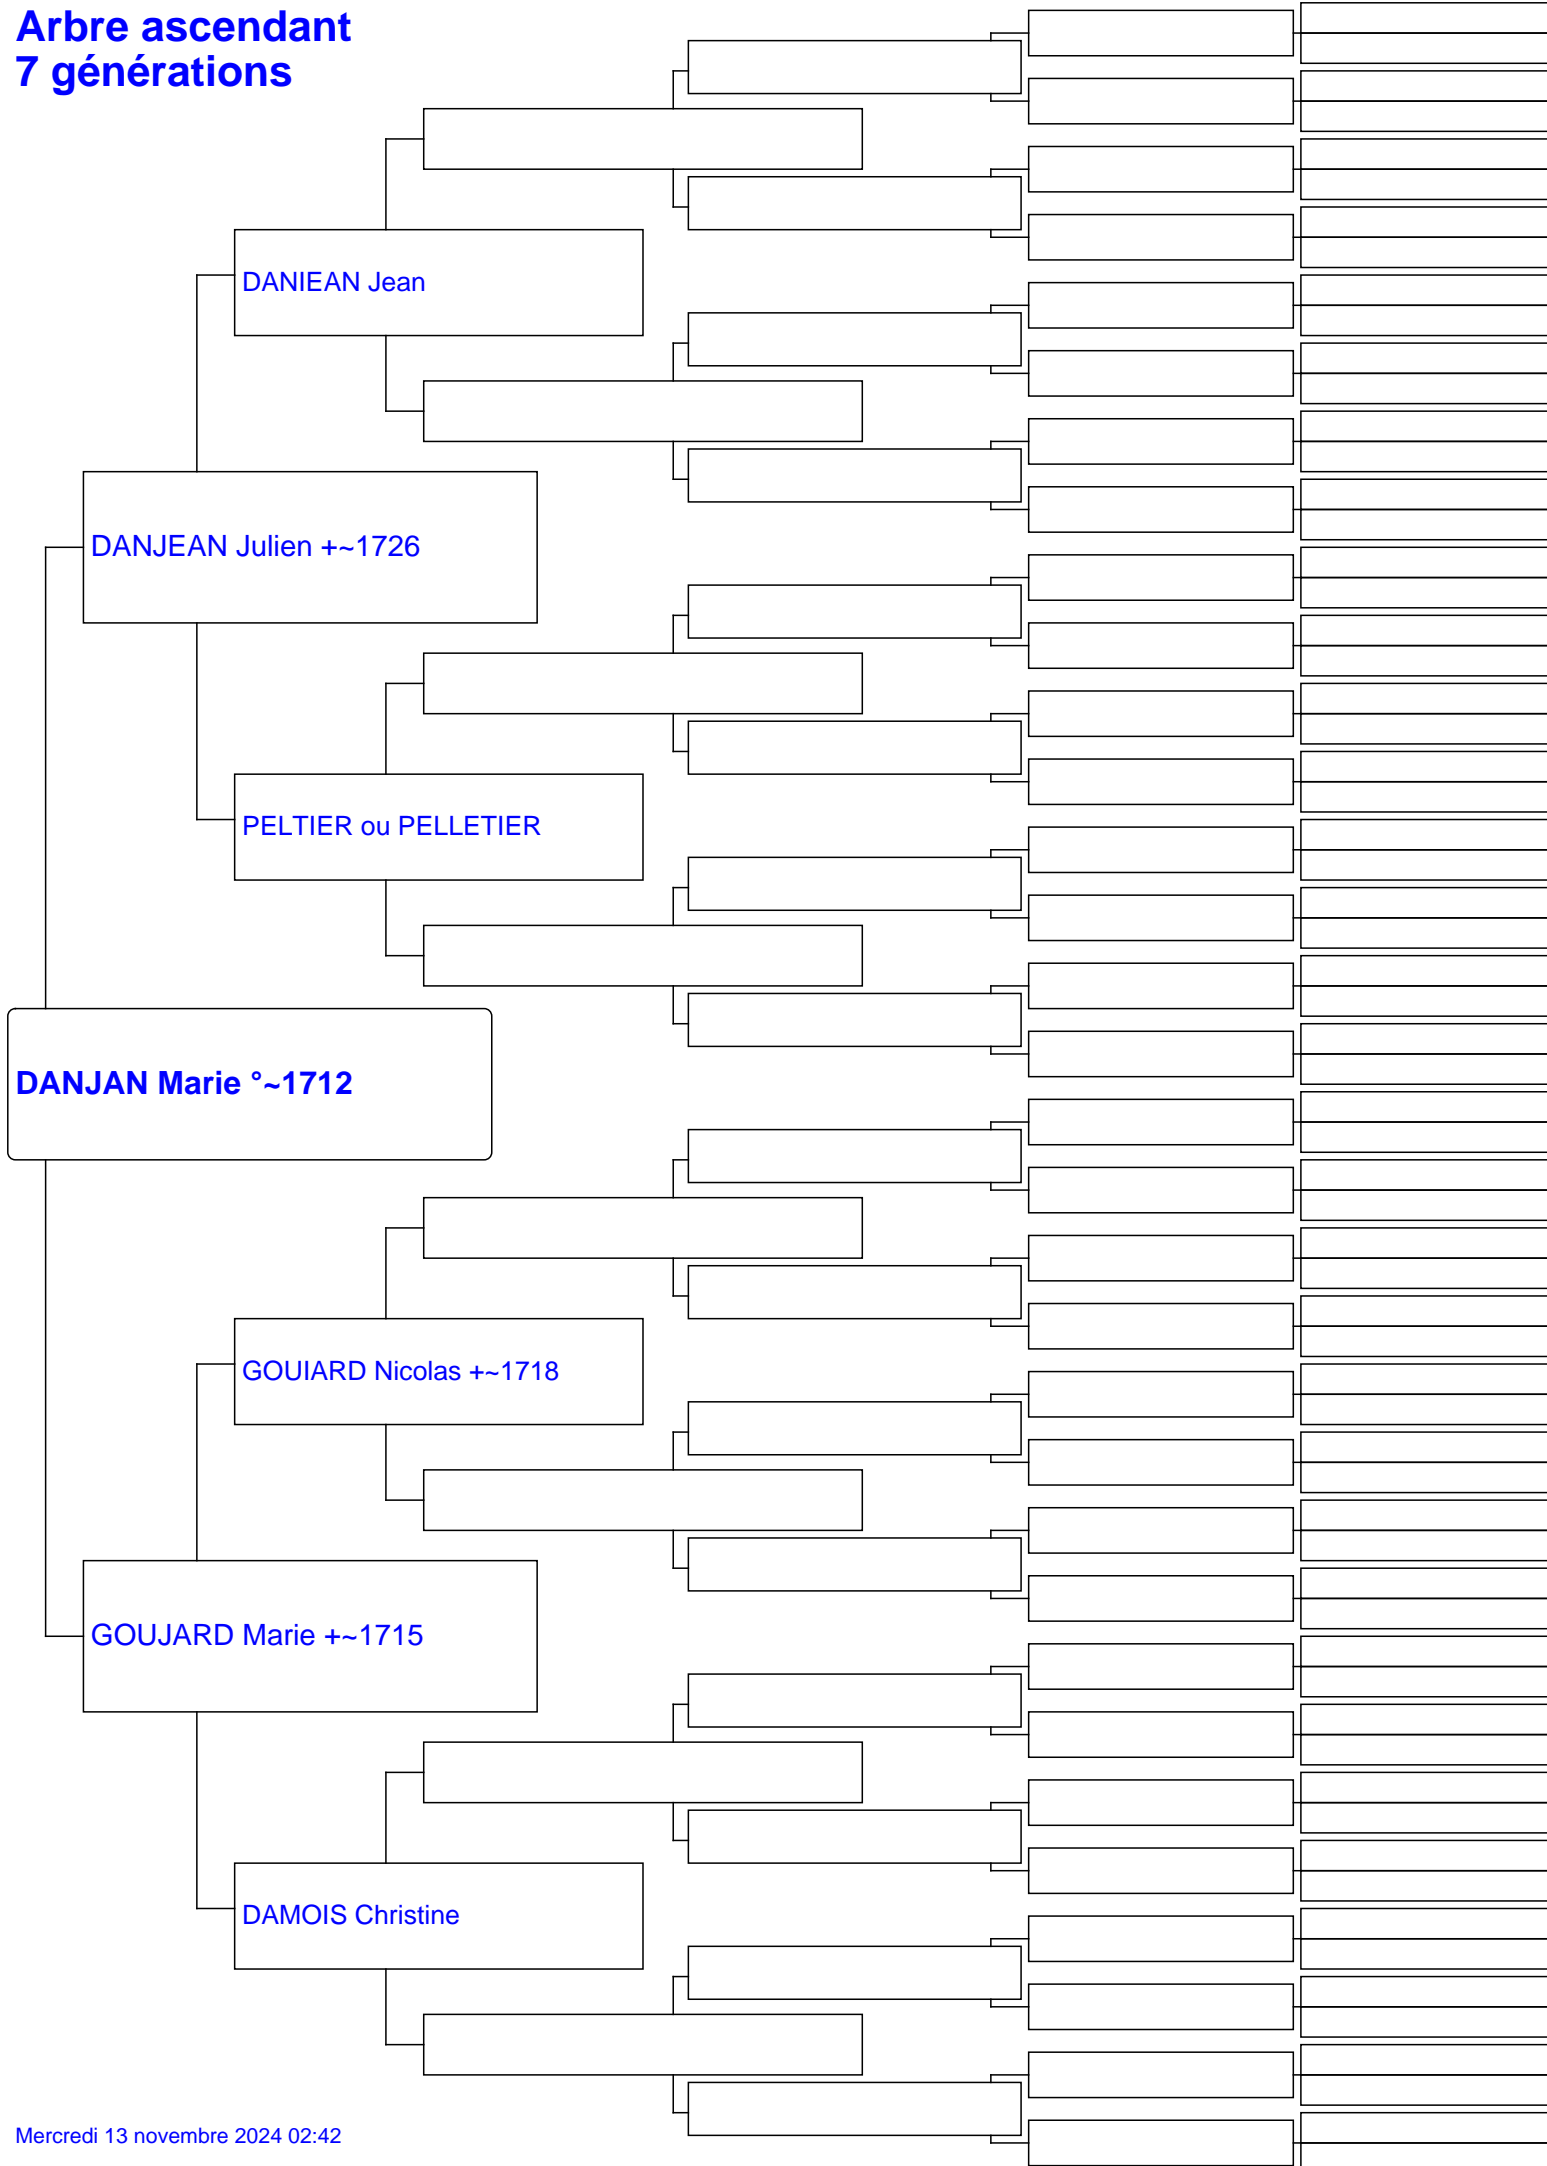 Arbre ascendant
7 générations
DANIEAN Jean
DANJEAN Julien +~1726
PELTIER ou PELLETIER
DANJAN Marie °~1712
GOUIARD Nicolas +~1718
GOUJARD Marie +~1715
DAMOIS Christine
Mercredi 13 novembre 2024 02:42